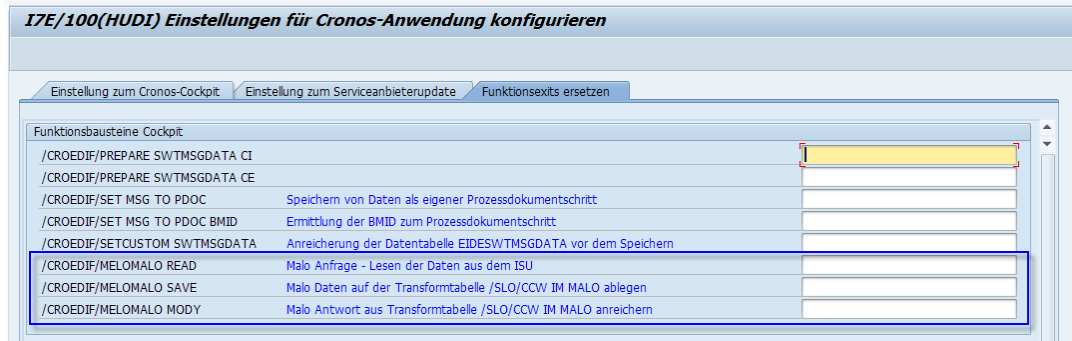 I7E/100(HUDI) Einstellungen für Cronos-Anwendung konfigurieren
Einstellung zum Cronos-Cockpit Einstellung zum Serviceanbieterupdate Funktionsexits ersetzen
Funktionsbausteine Cockpit
/CROEDIF/PREPARE SWTMSGDATA CI
/CROEDIF/PREPARE SWTMSGDATA CE
/CROEDIF/SET MSG TO PDOC Speichern von Daten als eigener Prozessdokumentschritt
/CROEDIF/SET MSG TO PDOC BMID Ermittlung der BMID zum Prozessdokumentschritt
/CROEDIF/SETCUSTOM SWTMSGDATA Anreicherung der Datentabelle EIDESWTMSGDATA vor dem Speichern
/CROEDIF/MELOMALO READ Malo Anfrage - Lesen der Daten aus dem ISU
/CROEDIF/MELOMALO SAVE Malo Daten auf der Transformtabelle /SLO/CCW IM MALO ablegen
/CROEDIF/MELOMALO MODY Malo Antwort aus Transformtabelle /SLO/CCW IM MALO anreichern